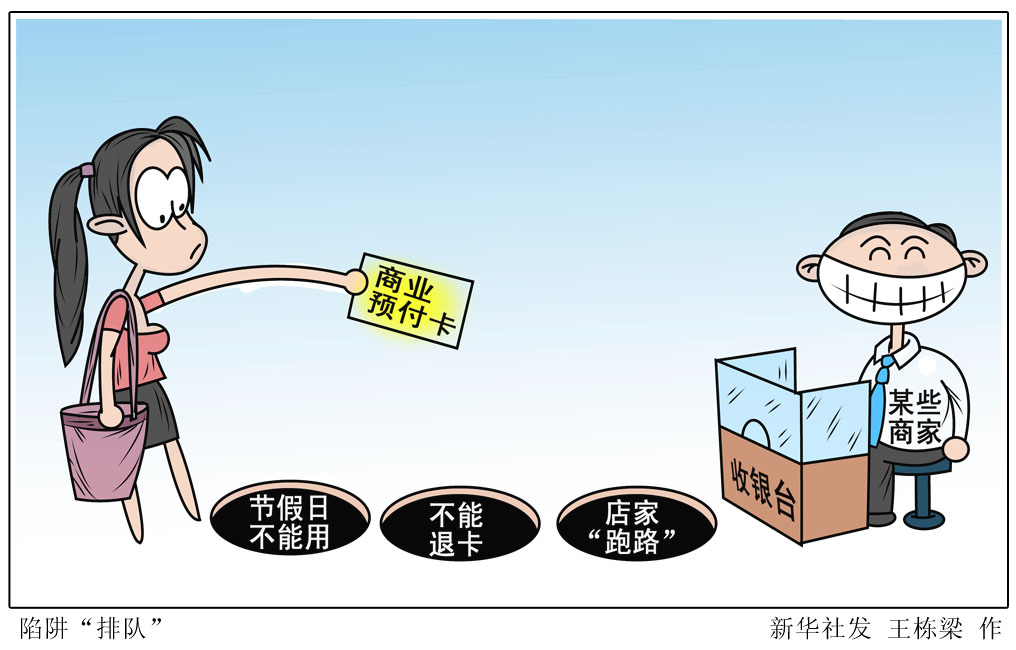 商业
预付卡
某些
商家
收银台
节假日
不能用
不能
退卡
店家
“跑路”
陷阱“排队”
新华社发 王栋梁 作